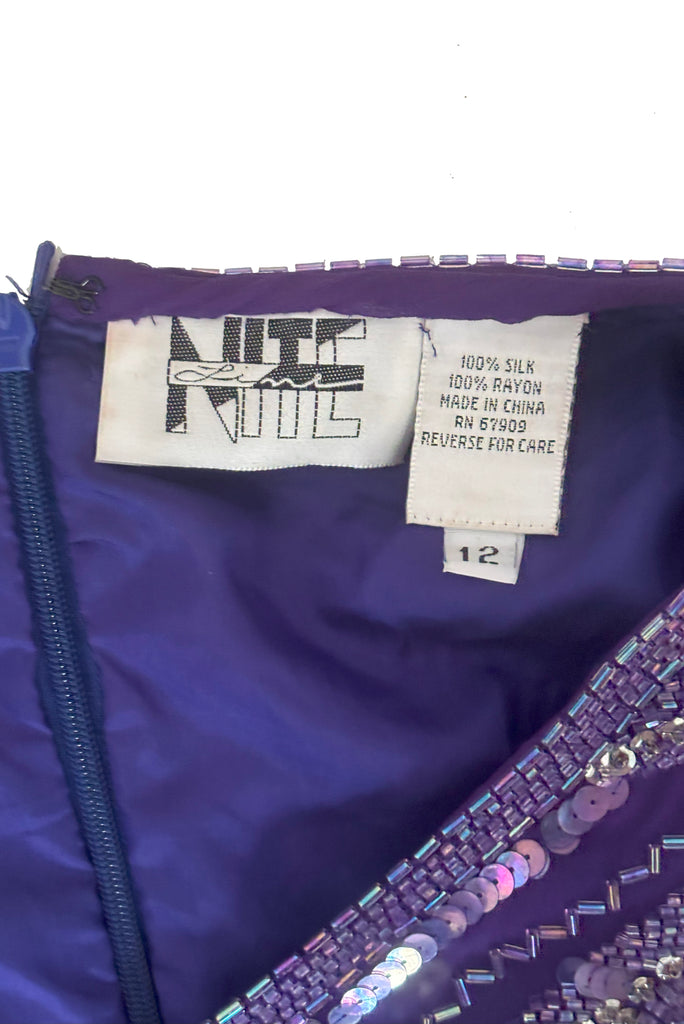 NITE
Line
NITE
100% SILK
100% RAYON
MADE IN CHINA
RN 67909
REVERSE FOR CARE
12